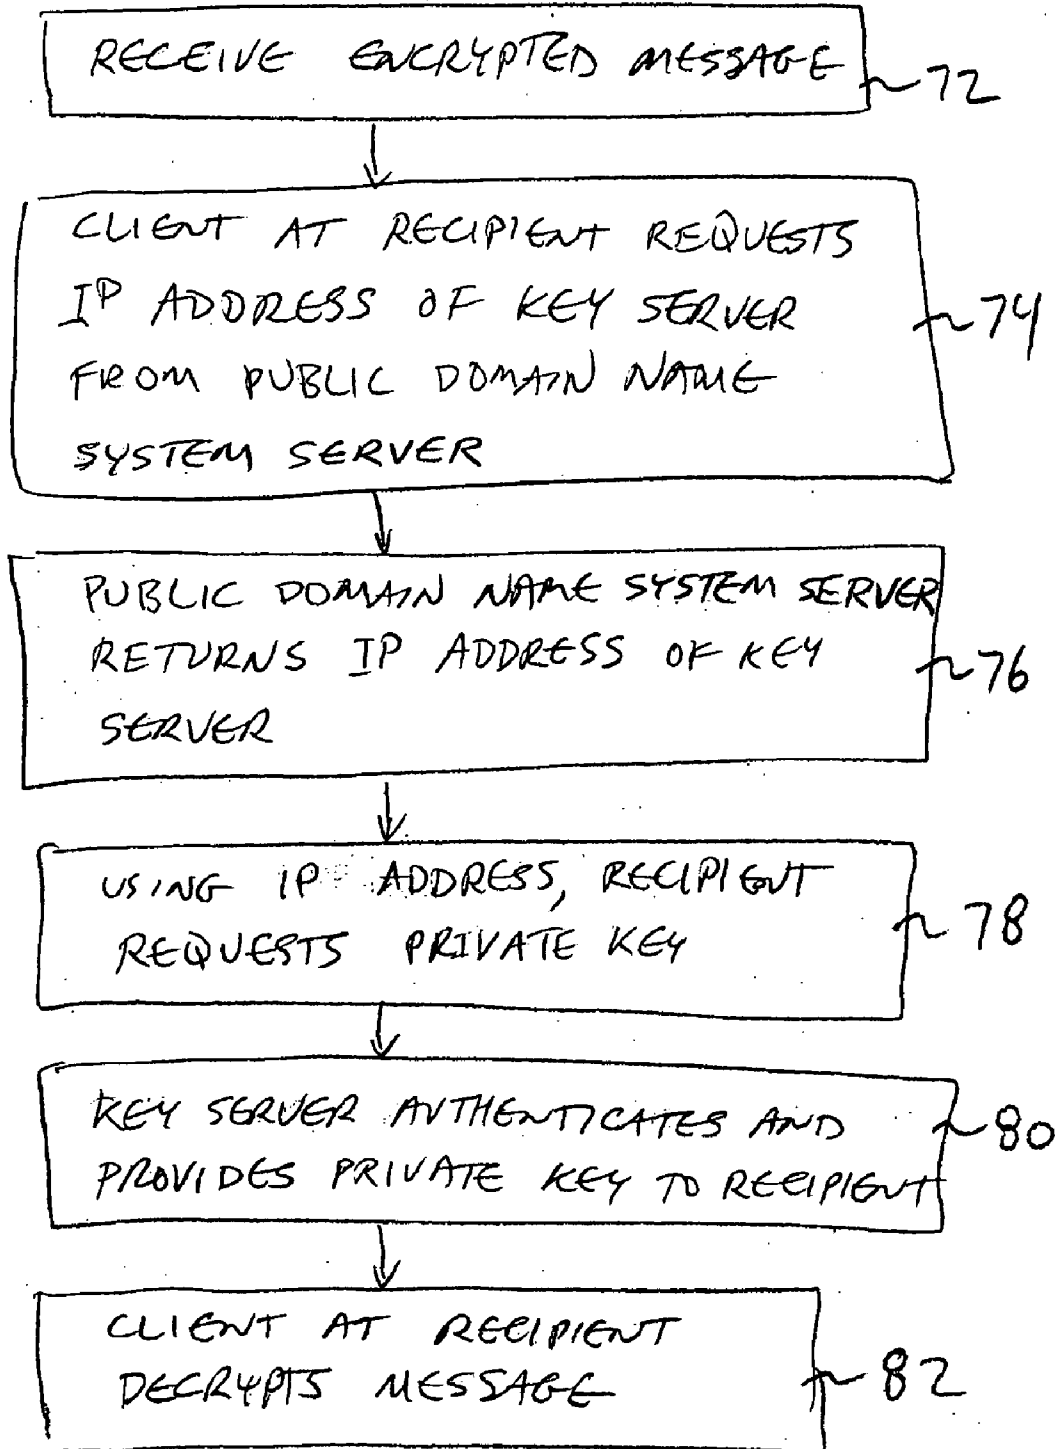 RECEIVE ENCRYPTED MESSAGE
72
CLIENT AT RECIPIENT REQUESTS
IP ADDRESS OF KEY SERVER
FROM PUBLIC DOMAIN NAME
SYSTEM SERVER
74
PUBLIC DOMAIN NAME SYSTEM SERVER
RETURNS IP ADDRESS OF KEY
SERVER
76
USING IP ADDRESS, RECIPIENT
REQUESTS PRIVATE KEY
78
KEY SERVER AUTHENTICATES AND
PROVIDES PRIVATE KEY TO RECIPIENT
80
CLIENT AT RECIPIENT
DECRYPTS MESSAGE
82